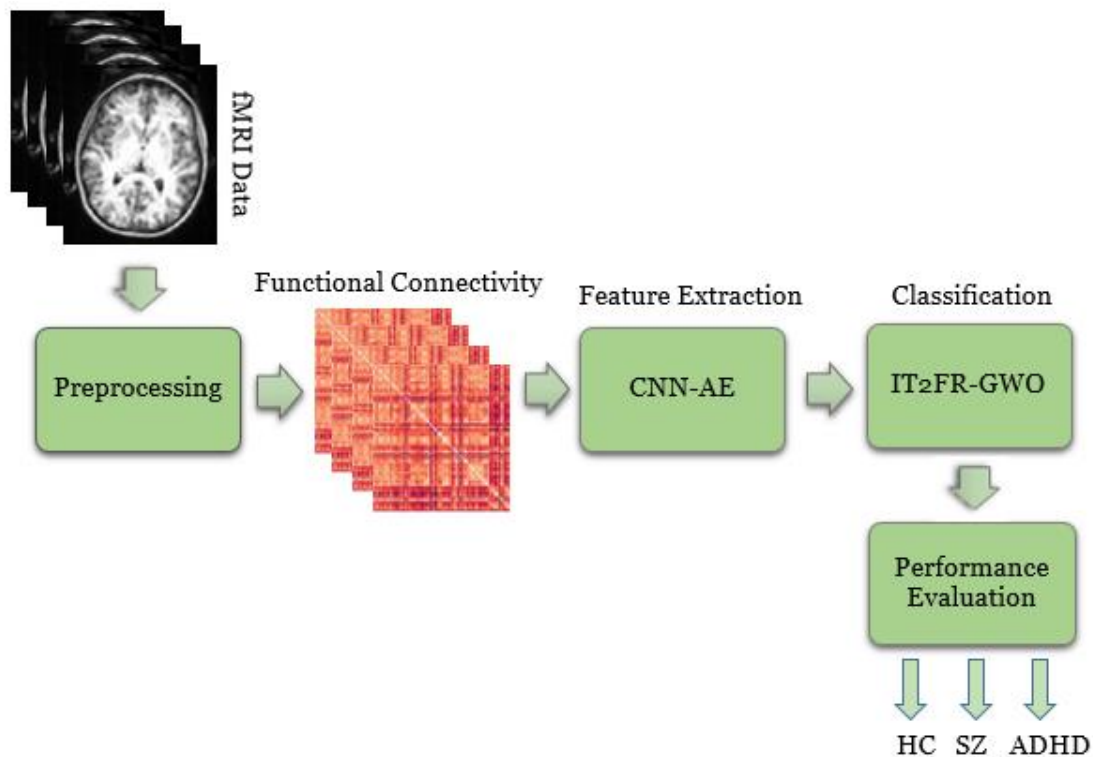 fMRI Data
Functional Connectivity
Feature Extraction
Classification
Preprocessing
CNN-AE
IT2FR-GWO
Performance
Evaluation
HC SZ ADHD